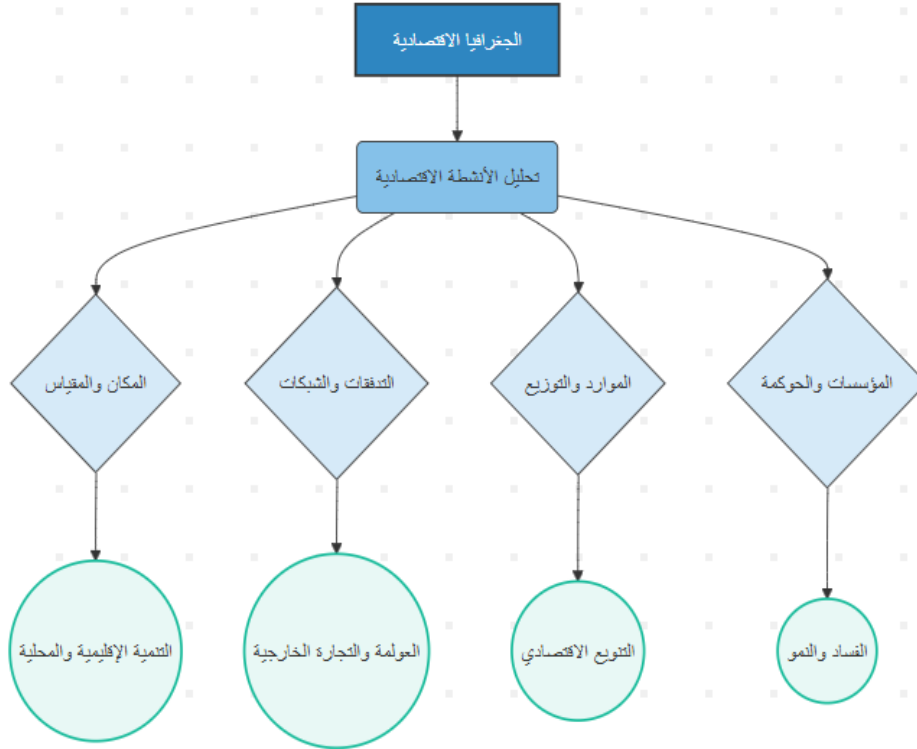 الجغرافيا الاقتصادية
تحليل الأنشطة الاقتصادية
المكان والمقياس
التدفقات والشبكات
الموارد والتوزيع
المؤسسات والحوكمة
التنمية الإقليمية والمحلية
العولمة والتجارة الخارجية
التنويع الاقتصادي
الفساد والنمو